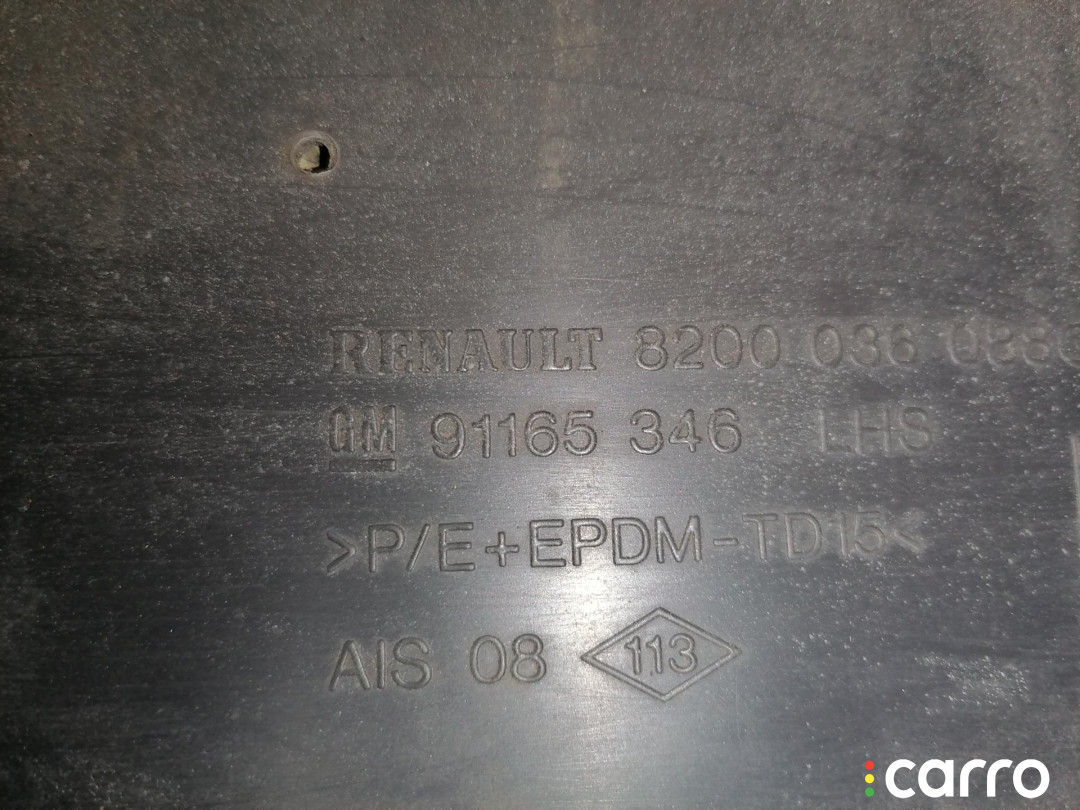 RENAULT 8200 036
GM 91165 346 LHS
>P/E+EPDM-TD15<
AIS 08 113
carro